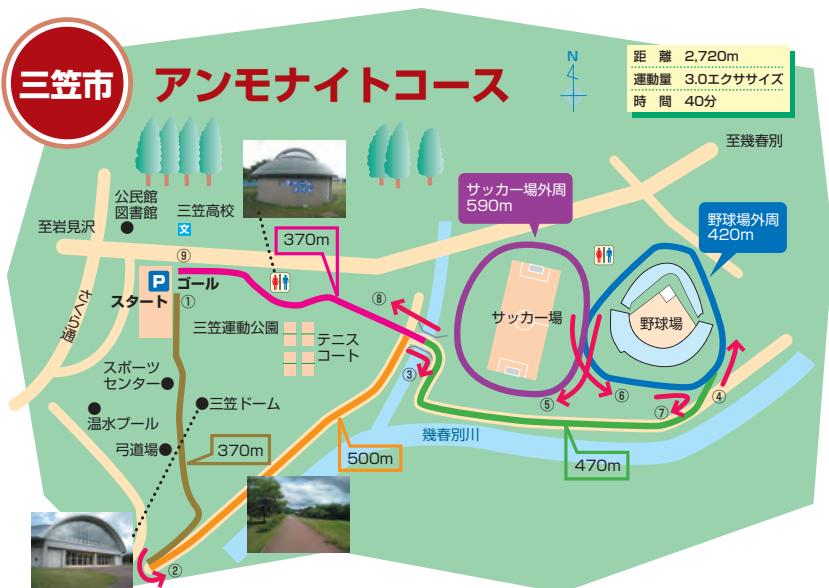 三笠市
アンモナイトコース
N
距　離　2,720m
運動量　3.0エクササイズ
時　間　40分
至幾春別
サッカー場外周
590m
野球場外周
420m
公民館
図書館
三笠高校
文
至岩見沢
370m
⑨
P
ゴール
スタート
①
さくら通
三笠運動公園
テニス
コート
⑧
サッカー場
野球場
③
スポーツ
センター
温水プール
三笠ドーム
弓道場
⑤
⑥
⑦
④
幾春別川
370m
500m
470m
②